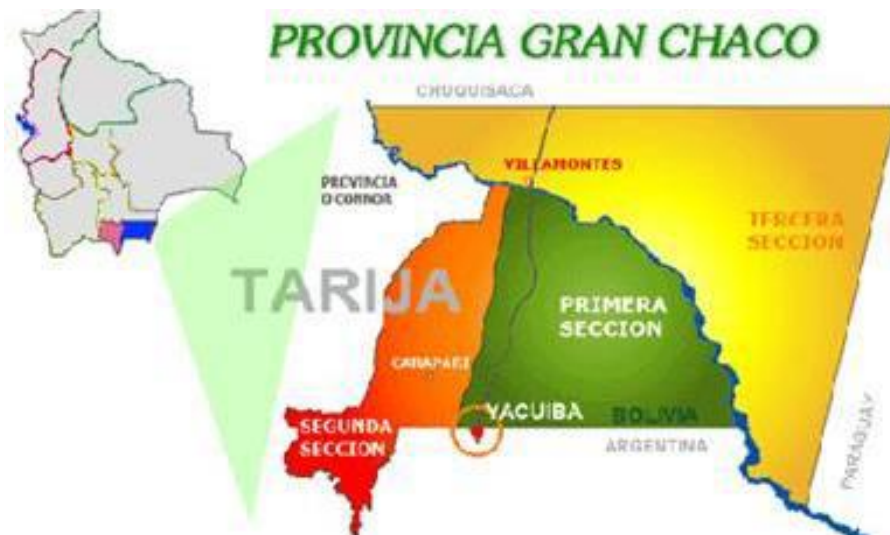 PROVINCIA GRAN CHACO
CHUQUISACA
VILLAMONTES
PROVINCIA
O CONNOR
TERCERA
SECCION
TARIJA
PRIMERA
SECCION
CARAPARI
YACUIBA
BOLIVIA
SEGUNDA
SECCION
ARGENTINA
PARAGUAY